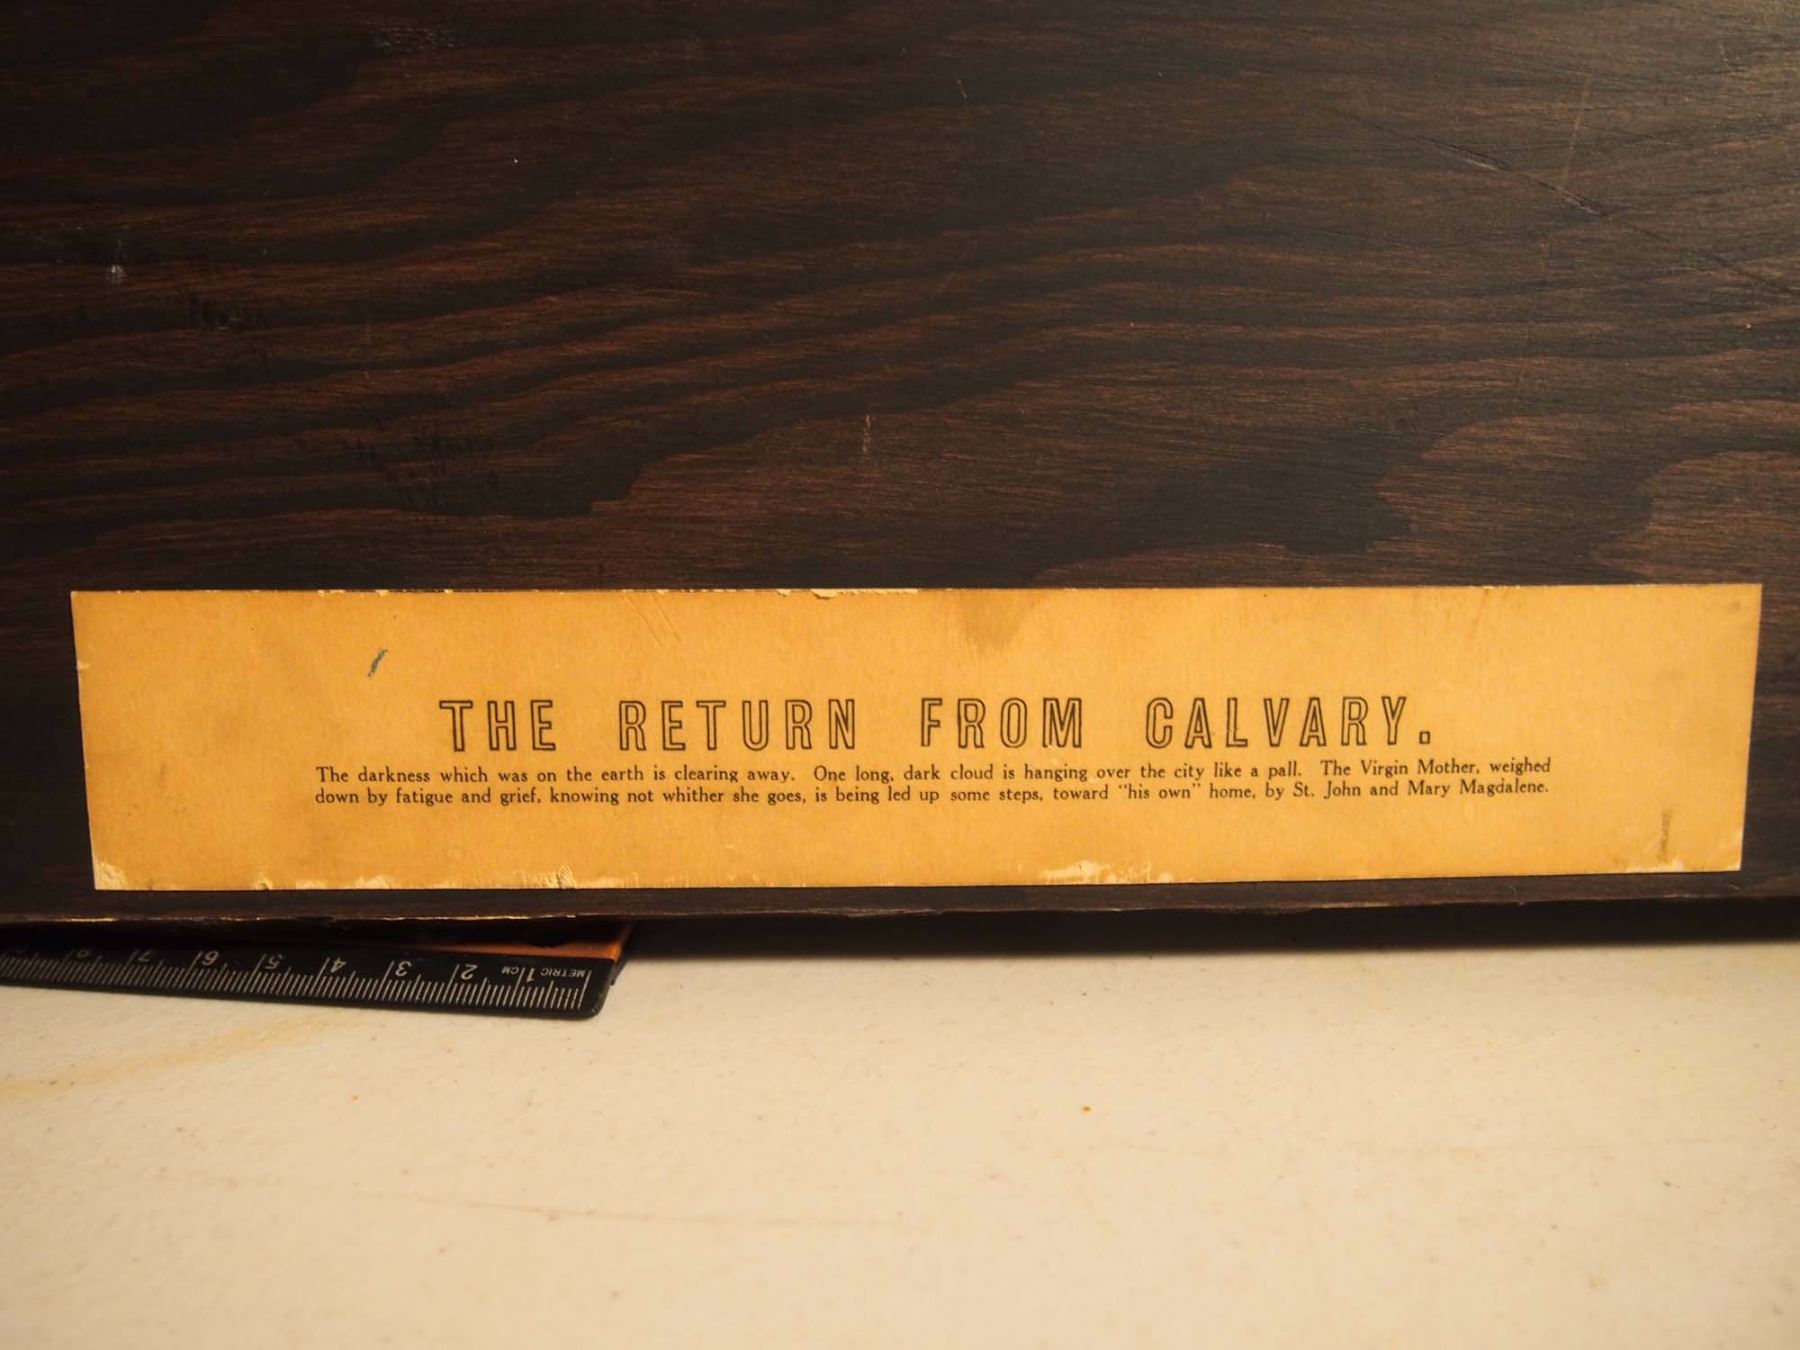 THE RETURN FROM CALVARY.
The darkness which was on the earth is clearing away. One long, dark cloud is hanging over the city like a pall. The Virgin Mother, weighed
down by fatigue and grief, knowing not whither she goes, is being led up some steps, toward "his own" home, by St. John and Mary Magdalene.
7 6 5 4 3 2 1 CM METRIC